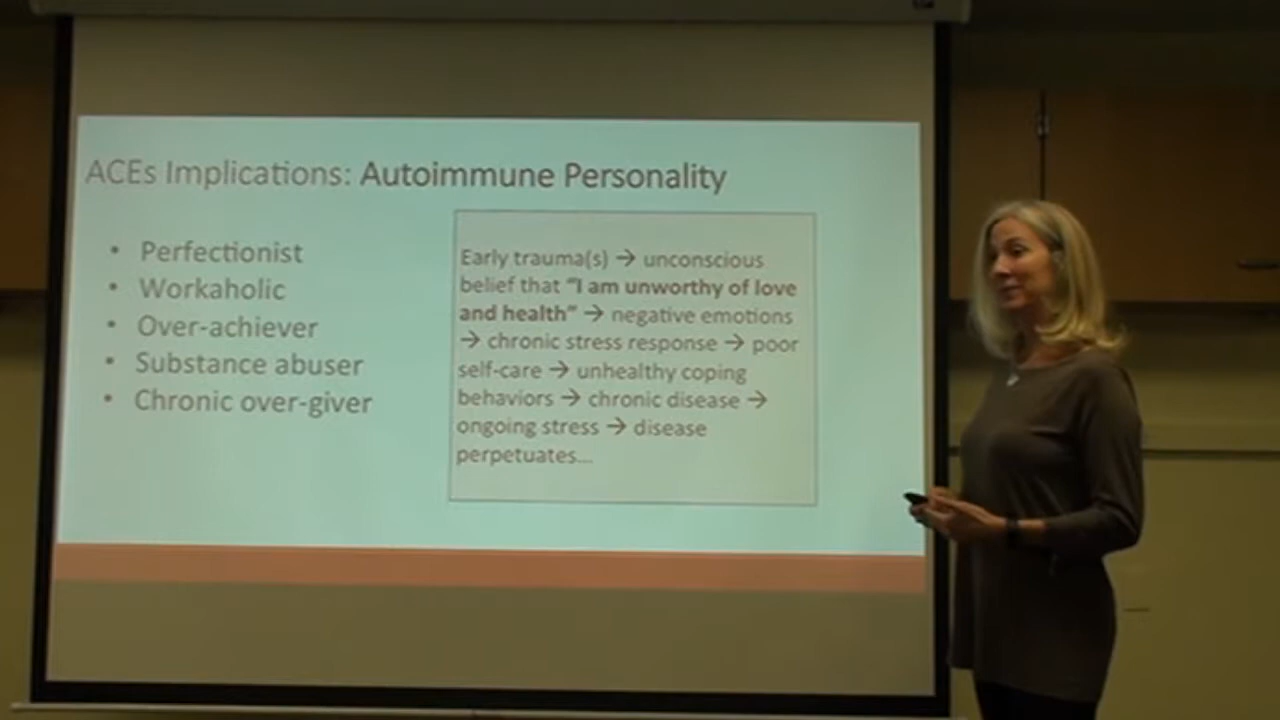 ACEs Implications: Autoimmune Personality
• Perfectionist
• Workaholic
• Over-achiever
• Substance abuser
• Chronic over-giver
Early trauma(s) → unconscious
belief that "I am unworthy of love
and health" → negative emotions
→ chronic stress response → poor
self-care → unhealthy coping
behaviors → chronic disease →
ongoing stress → disease
perpetuates...